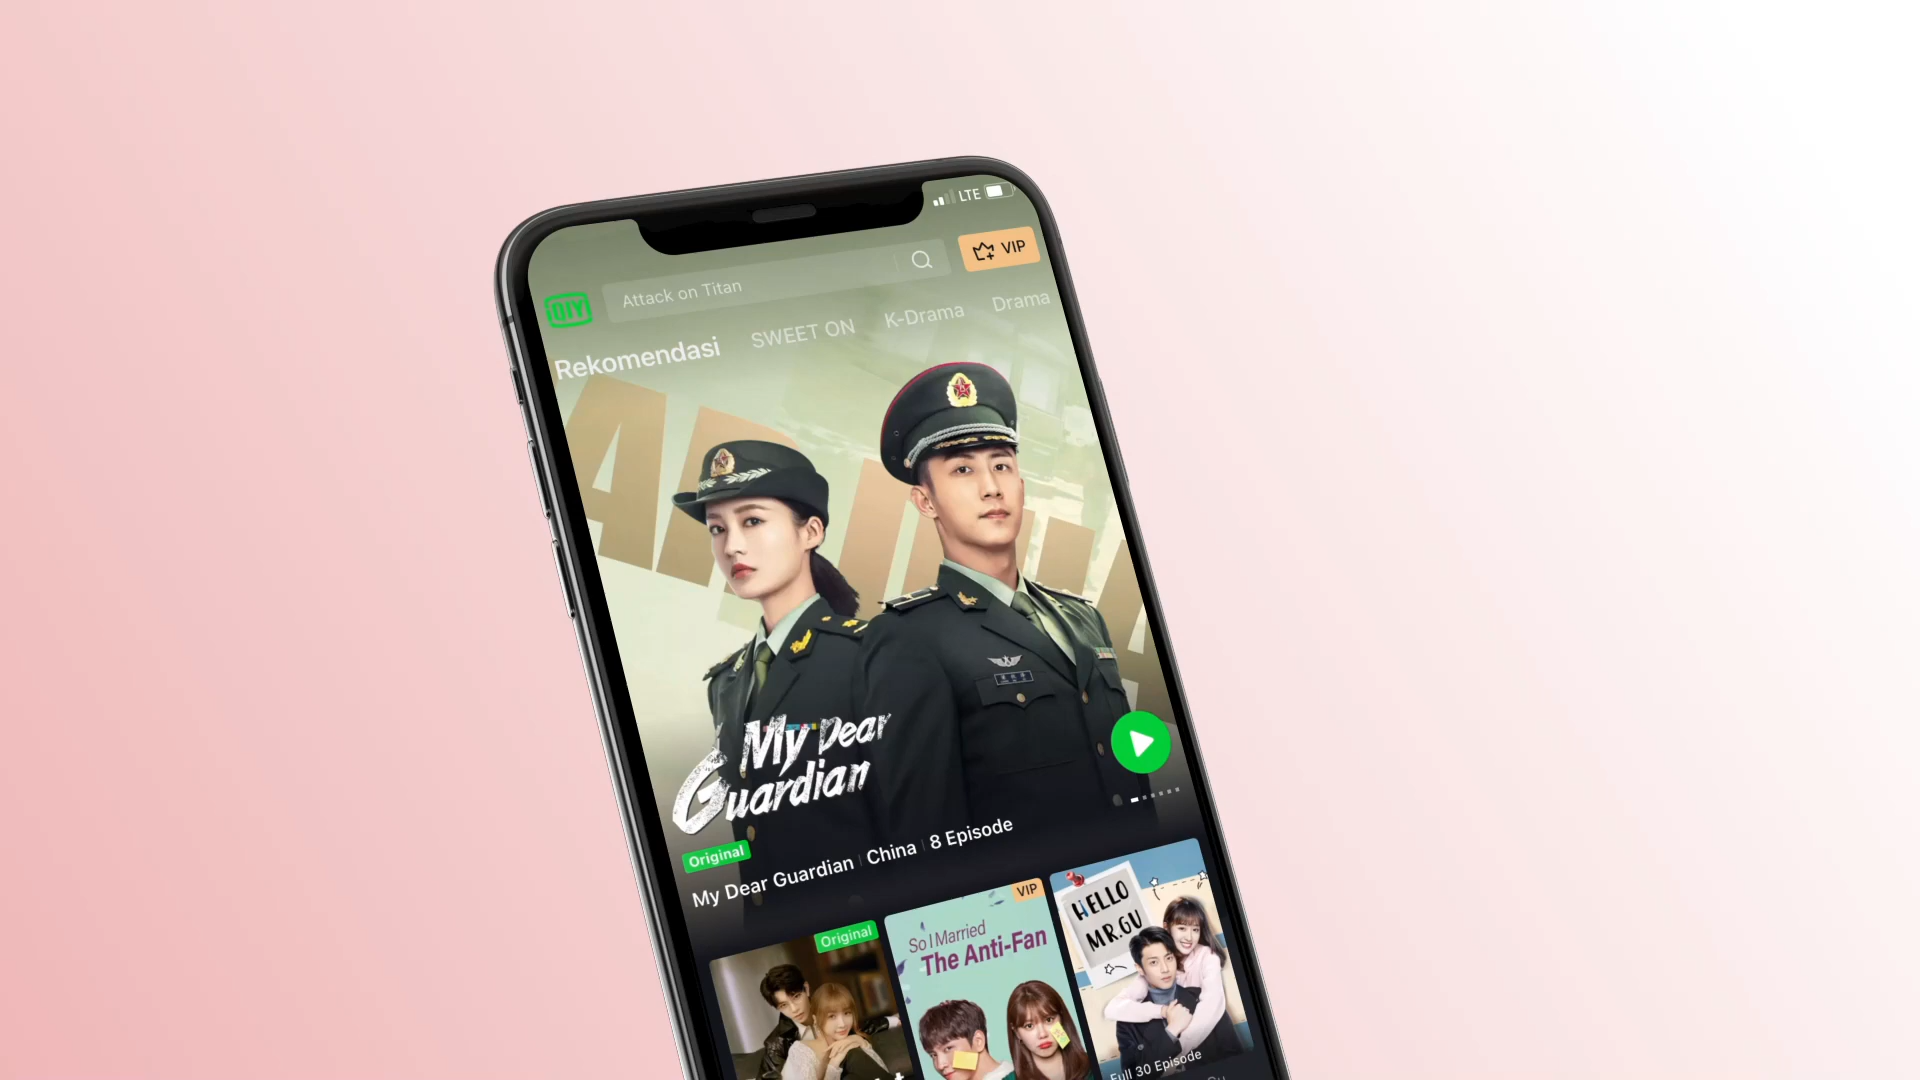 LTE
VIP
Attack on Titan
QIY
Rekomendasi
SWEET ON
K-Drama
Drama
My Dear
Guardian
Original
My Dear Guardian
China
8 Episode
Original
VIP
So I Married
The Anti-Fan
HELLO
MR.GU
Full 30 Episode